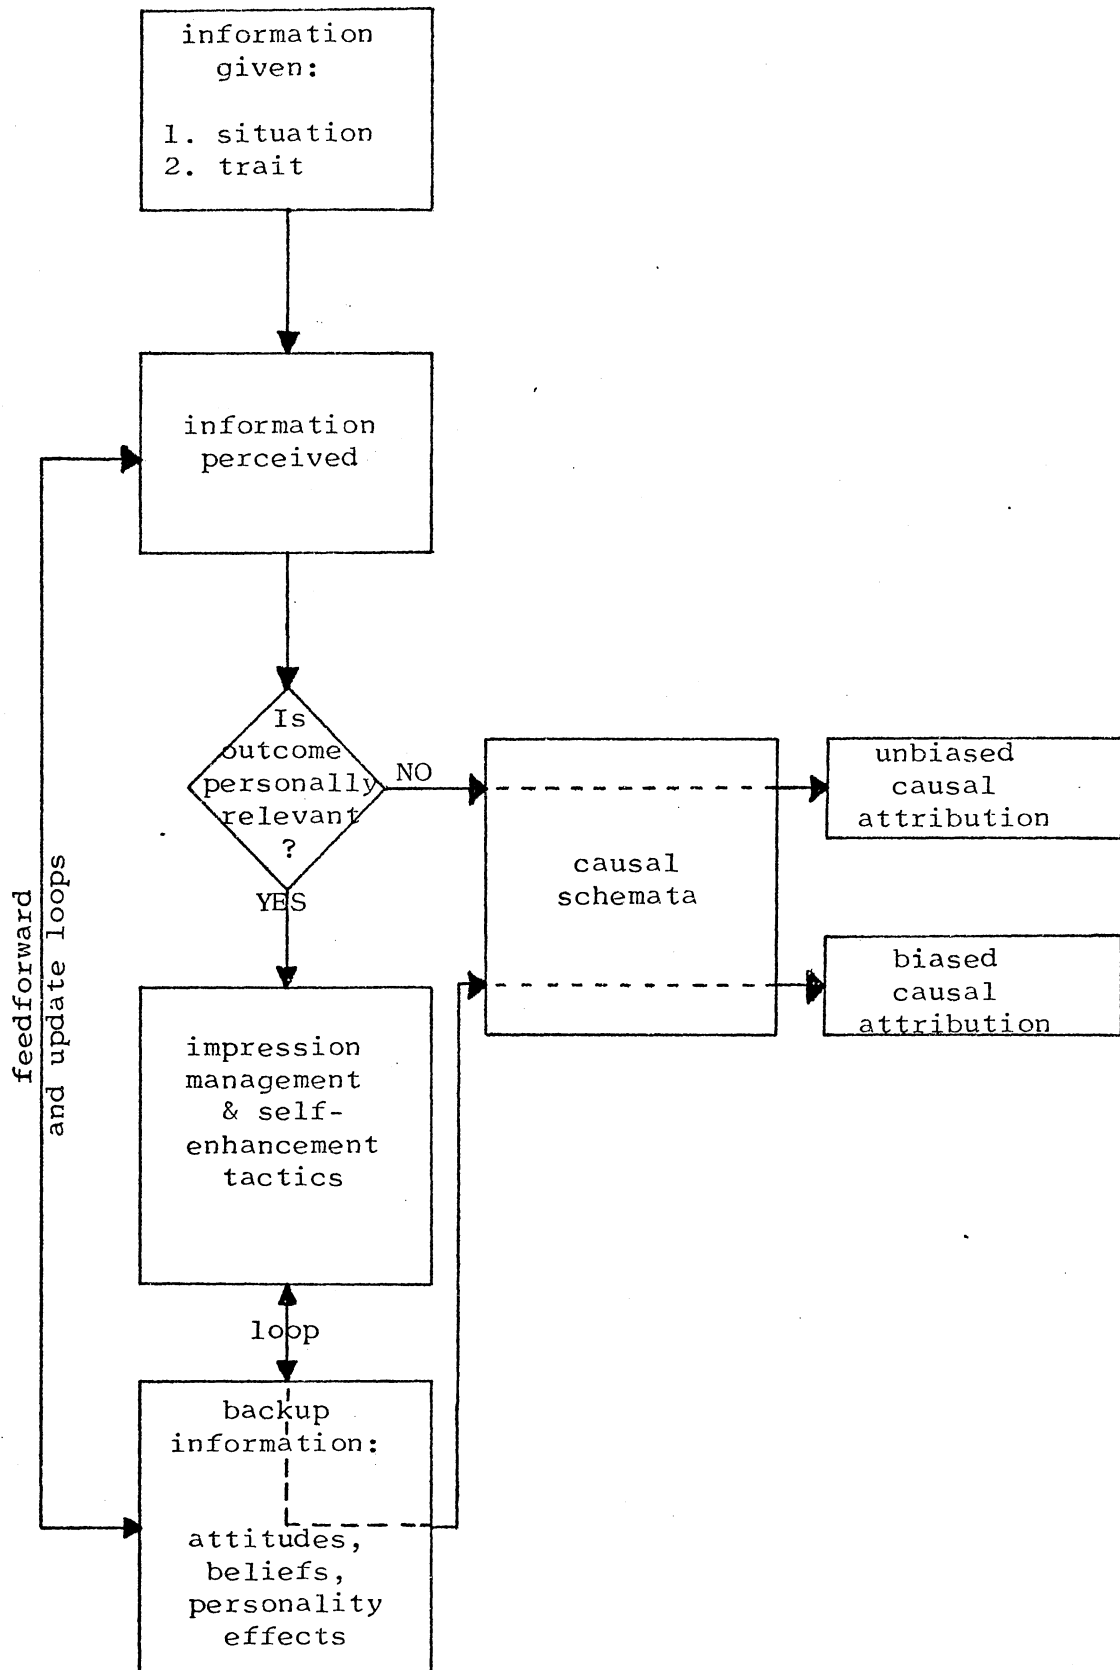 information
given:
1. situation
2. trait
information
perceived
Is
outcome
personally
relevant
?
NO
YES
causal
schemata
unbiased
causal
attribution
biased
causal
attribution
feedforward
and update loops
impression
management
& self-
enhancement
tactics
loop
backup
information:
attitudes,
beliefs,
personality
effects